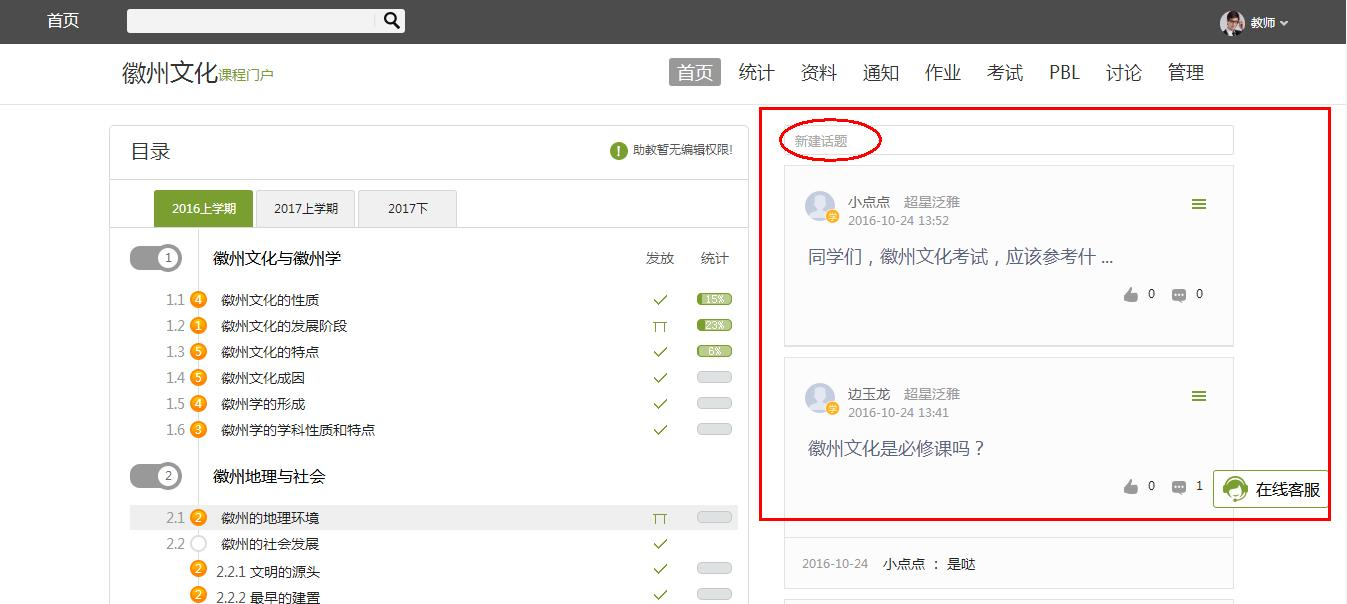 首页
教师
徽州文化课程门户
首页 统计 资料 通知 作业 考试 PBL 讨论 管理
目录
! 助教暂无编辑权限!
2016上学期 2017上学期 2017下
1 徽州文化与徽州学 发放 统计
1.1 4 徽州文化的性质 15%
1.2 1 徽州文化的发展阶段 23%
1.3 5 徽州文化的特点 6%
1.4 5 徽州文化成因
1.5 4 徽州学的形成
1.6 3 徽州学的学科性质和特点
2 徽州地理与社会
2.1 2 徽州的地理环境
2.2 徽州的社会发展
2 2.2.1 文明的源头
2 2.2.2 最早的建置
新建话题
小点点 超星泛雅
学 2016-10-24 13:52
同学们，徽州文化考试，应该参考什 ...
0 0
边玉龙 超星泛雅
学 2016-10-24 13:41
徽州文化是必修课吗？
0 1
在线客服
2016-10-24 小点点 ： 是哒